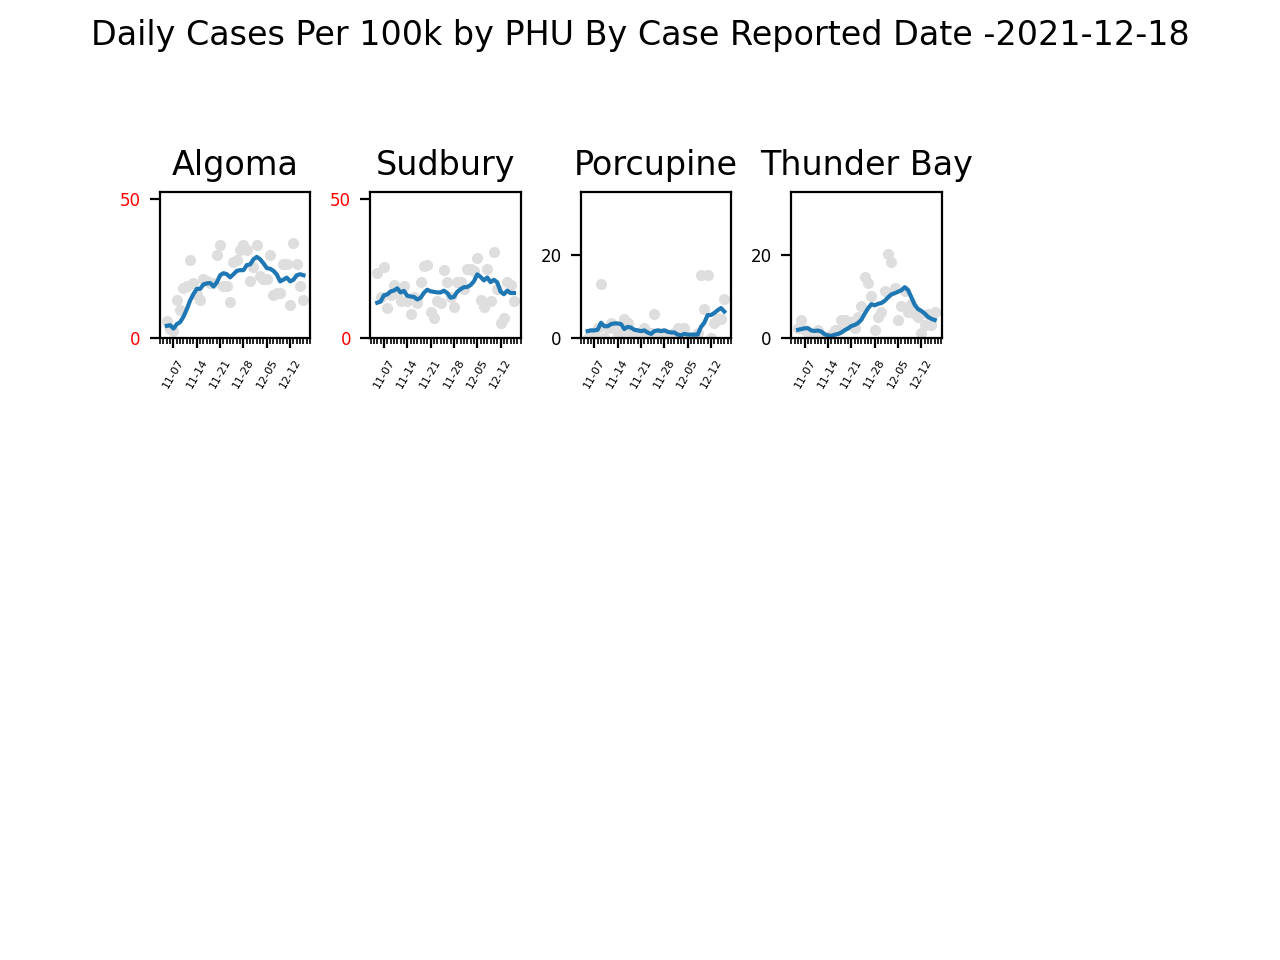 Daily Cases Per 100k by PHU By Case Reported Date -2021-12-18
Algoma Sudbury Porcupine Thunder Bay
50 50
20 20
0 0 0 0
11-07 11-14 11-21 11-28 12-05 12-12 11-07 11-14 11-21 11-28 12-05 12-12 11-07 11-14 11-21 11-28 12-05 12-12 11-07 11-14 11-21 11-28 12-05 12-12